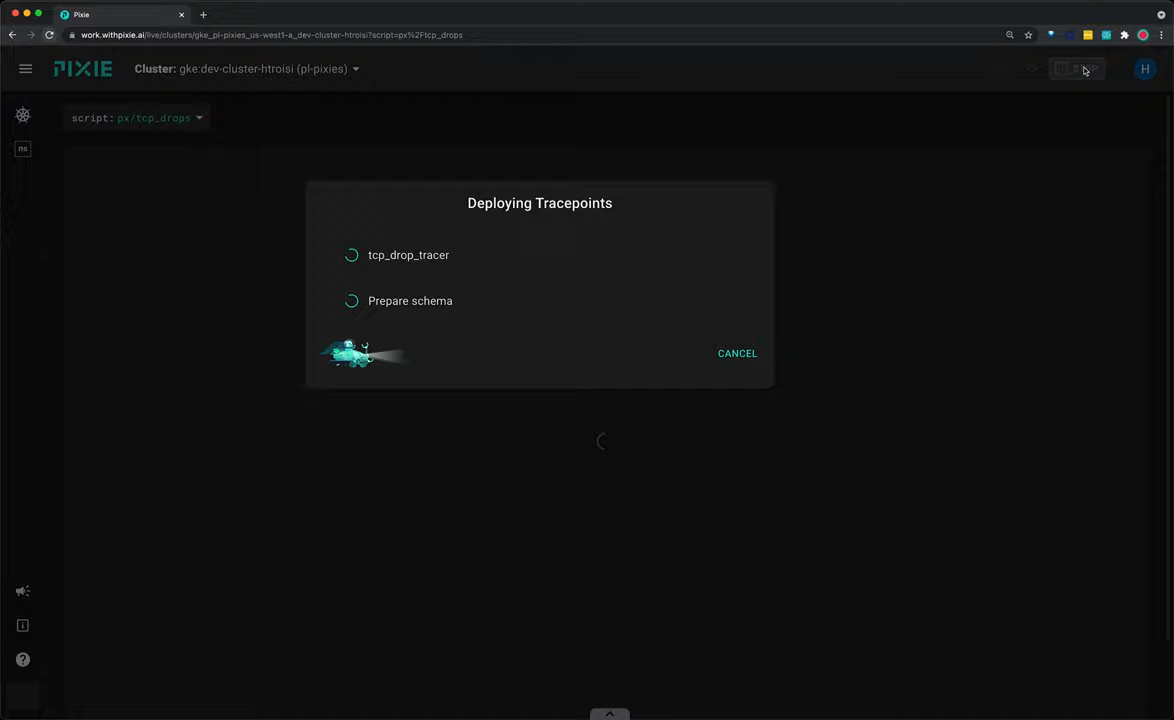 Pixie
work.withpixie.ai/live/clusters/gke_pl-pixies_us-west1-a_dev-cluster-htroisi?script=px%2Ftcp_drops
PIXIE
Cluster: gke:dev-cluster-htroisi (pl-pixies)
STOP
H
script: px/tcp_drops
ns
Deploying Tracepoints
tcp_drop_tracer
Prepare schema
CANCEL